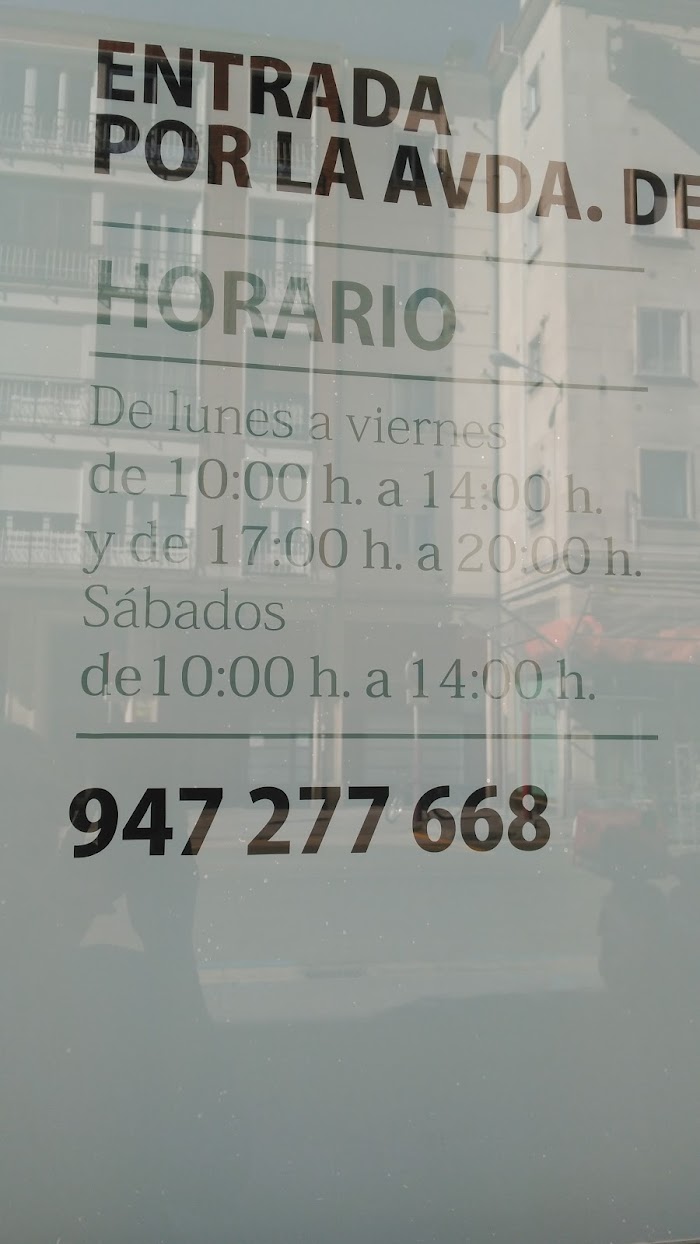 ENTRADA
POR LA AVDA. DE
HORARIO
De lunes a viernes
de 10:00 h. a 14:00 h.
y de 17:00 h. a 20:00 h.
Sábados
de10:00 h. a 14:00 h.
947 277 668